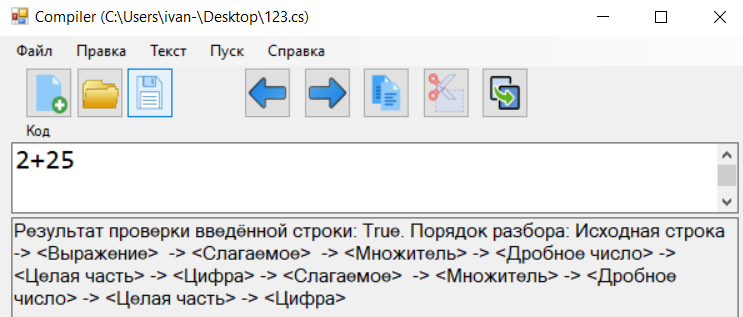 Compiler (C:\Users\ivan-\Desktop\123.cs)
Файл Правка Текст Пуск Справка
Код
2+25
Результат проверки введённой строки: True. Порядок разбора: Исходная строка
-> <Выражение>  -> <Слагаемое>  -> <Множитель> -> <Дробное число> ->
<Целая часть> -> <Цифра> -> <Слагаемое>  -> <Множитель> -> <Дробное
число> -> <Целая часть> -> <Цифра>